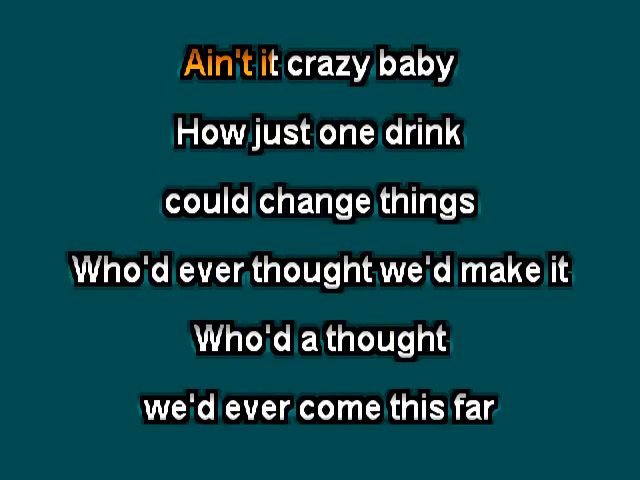 Ain't it crazy baby
How just one drink
could change things
Who'd ever thought we'd make it
Who'd a thought
we'd ever come this far